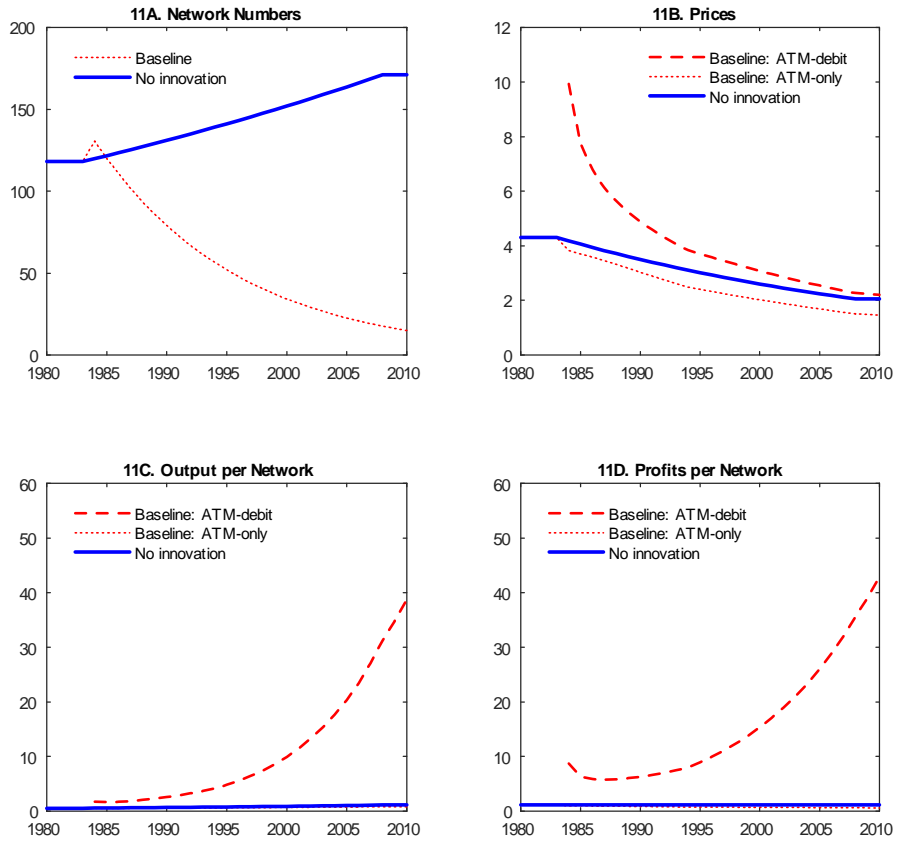 11A. Network Numbers
200
150
100
50
0
Baseline
No innovation
1980 1985 1990 1995 2000 2005 2010
11B. Prices
12
10
8
6
4
2
0
Baseline: ATM-debit
Baseline: ATM-only
No innovation
1980 1985 1990 1995 2000 2005 2010
11C. Output per Network
60
50
40
30
20
10
0
Baseline: ATM-debit
Baseline: ATM-only
No innovation
1980 1985 1990 1995 2000 2005 2010
11D. Profits per Network
60
50
40
30
20
10
0
Baseline: ATM-debit
Baseline: ATM-only
No innovation
1980 1985 1990 1995 2000 2005 2010